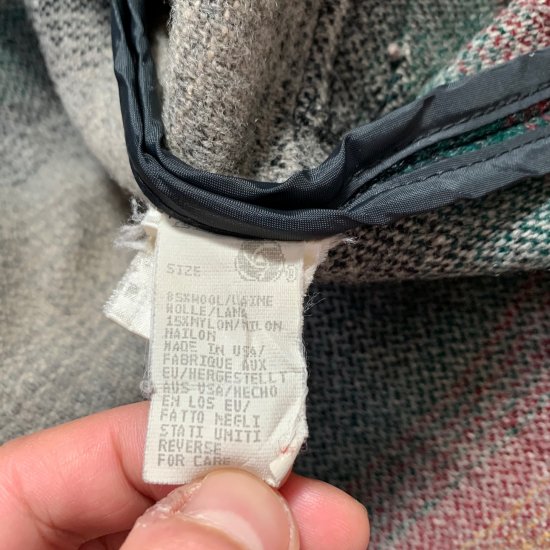 SIZE
®
85%WOOL/LAINE
WOLLE/LANA
15%NYLON/NILON
NAILON
MADE IN USA/
FABRIQUE AUX
EU/HERGESTELLT
AUS USA/HECHO
EN LOS EU/
FATTO NEGLI
STATI UNITI
REVERSE
FOR CARE